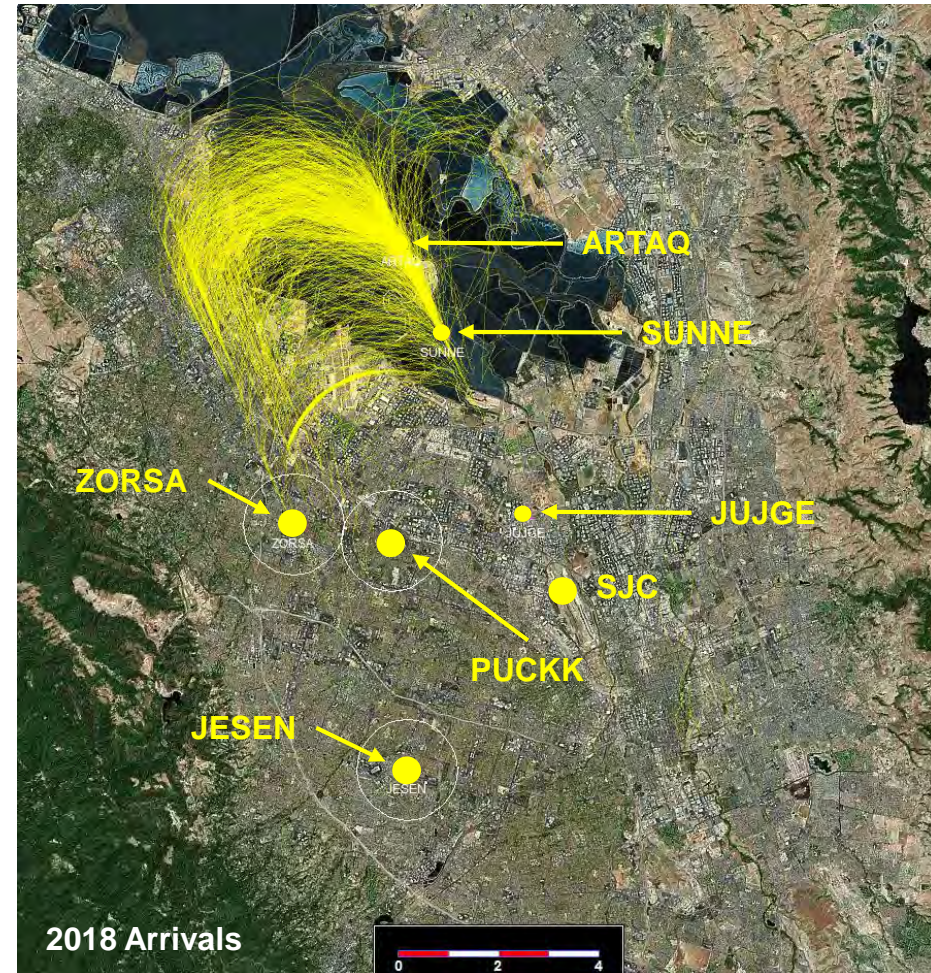 ARTAQ
ARTAQ
SUNNE
SUNNE
ZORSA
ZORSA
JUJGE
JUJGE
SJC
PUCKK
JESEN
JESEN
2018 Arrivals
0 2 4